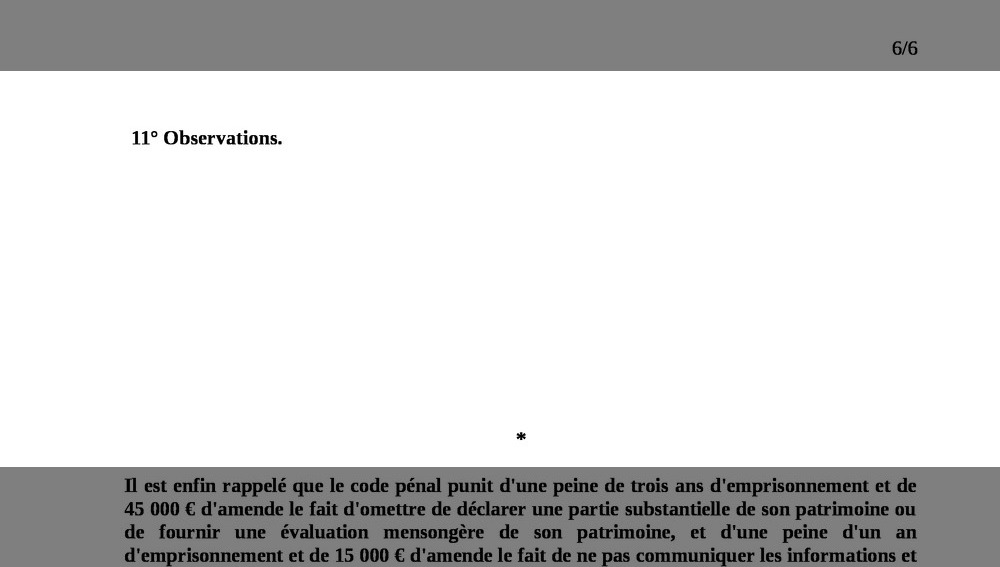 6/6
11° Observations.
*
Il est enfin rappelé que le code pénal punit d'une peine de trois ans d'emprisonnement et de
45 000 € d'amende le fait d'omettre de déclarer une partie substantielle de son patrimoine ou
de fournir une évaluation mensongère de son patrimoine, et d'une peine d'un an
d'emprisonnement et de 15 000 € d'amende le fait de ne pas communiquer les informations et